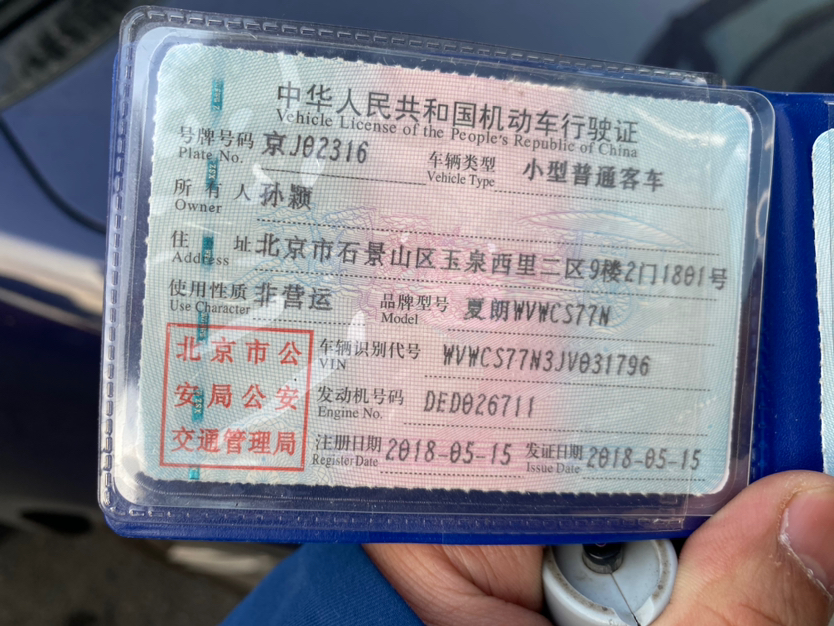 中华人民共和国机动车行驶证
Vehicle License of the People's Republic of China
号牌号码 京J02316 车辆类型 小型普通客车
Plate No. Vehicle Type
所有人 孙颖
Owner
住址 北京市石景山区玉泉西里二区9楼2门1801号
Address
使用性质 非营运 品牌型号 夏朗WVWCS77N
Use Character Model
北京市公安局公安交通管理局
车辆识别代号 WVWCS77N3JV031796
VIN
发动机号码 DED026711
Engine No.
注册日期 2018-05-15 发证日期 2018-05-15
Register Date Issue Date